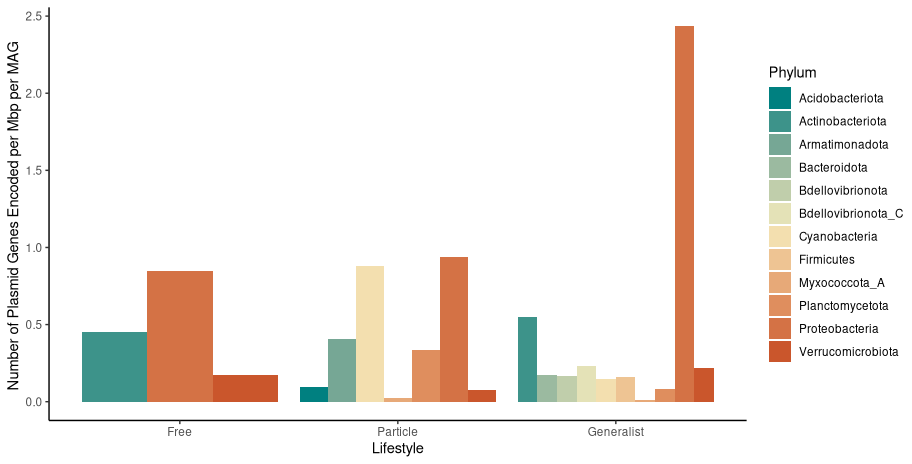 Number of Plasmid Genes Encoded per Mbp per MAG
2.5
2.0
1.5
1.0
0.5
0.0
Free
Particle
Generalist
Lifestyle
Phylum
Acidobacteriota
Actinobacteriota
Armatimonadota
Bacteroidota
Bdellovibrionota
Bdellovibrionota_C
Cyanobacteria
Firmicutes
Myxococcota_A
Planctomycetota
Proteobacteria
Verrucomicrobiota